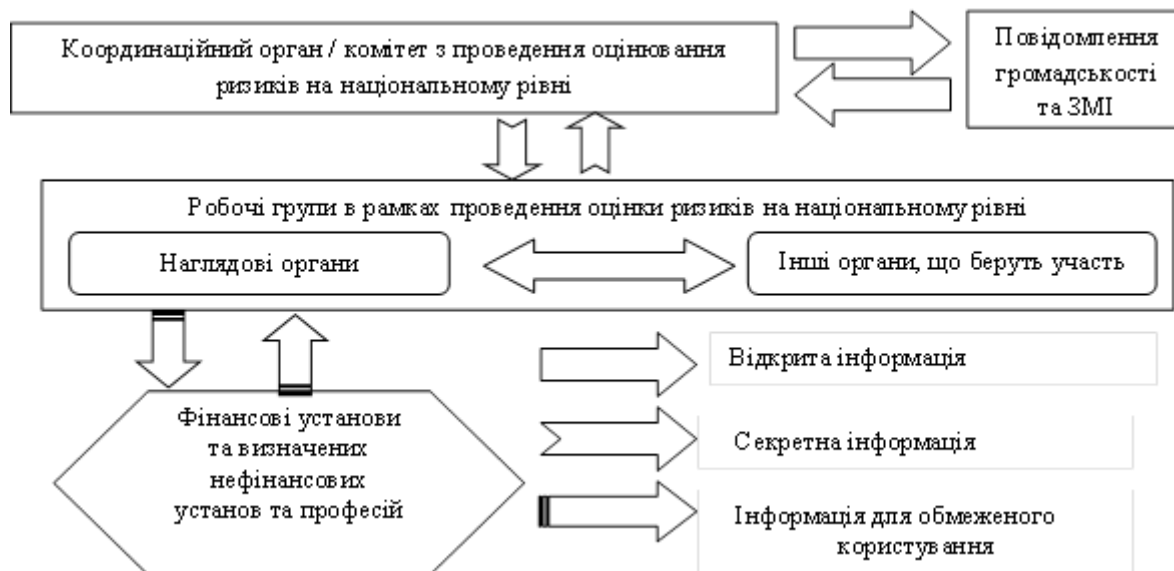 Координаційний орган / комітет з проведення оцінювання
ризиків на національному рівні
Повідомлення
громадськості
та ЗМІ
Робочі групи в рамках проведення оцінки ризиків на національному рівні
Наглядові органи
Інші органи, що беруть участь
Фінансові установи
та визначених
нефінансових
установ та професій
Відкрита інформація
Секретна інформація
Інформація для обмеженого
користування